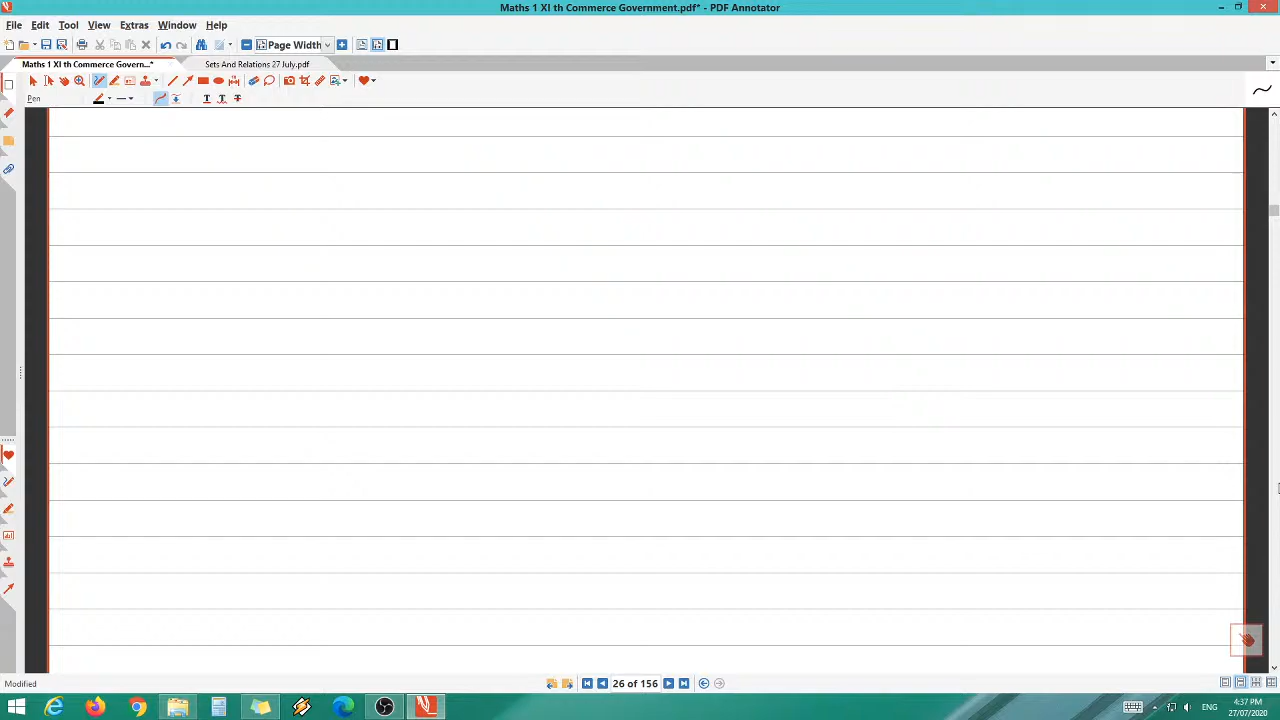 Maths 1 XI th Commerce Government.pdf* - PDF Annotator
File Edit Tool View Extras Window Help
Page Width
Maths 1 XI th Commerce Govern...* Sets And Relations 27 July.pdf
Pen
Modified
26 of 156
ENG
4:37 PM
27/07/2020